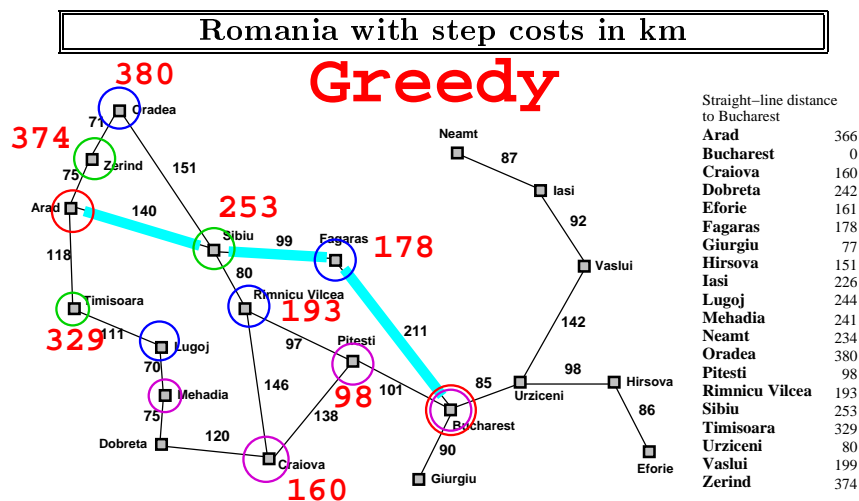 Romania with step costs in km
Greedy
380
Oradea
71
374
Zerind
75
151
Arad
140
253
Sibiu
99
Fagaras
178
118
80
Timisoara
329
111
Rimnicu Vilcea
193
211
Lugoj
70
97
Pitesti
98
Mehadia
146
101
75
138
Dobreta
120
Craiova
160
Bucharest
90
Giurgiu
85
Urziceni
98
Hirsova
86
Eforie
142
Vaslui
92
Iasi
87
Neamt
Straight–line distance
to Bucharest
Arad 366
Bucharest 0
Craiova 160
Dobreta 242
Eforie 161
Fagaras 178
Giurgiu 77
Hirsova 151
Iasi 226
Lugoj 244
Mehadia 241
Neamt 234
Oradea 380
Pitesti 98
Rimnicu Vilcea 193
Sibiu 253
Timisoara 329
Urziceni 80
Vaslui 199
Zerind 374